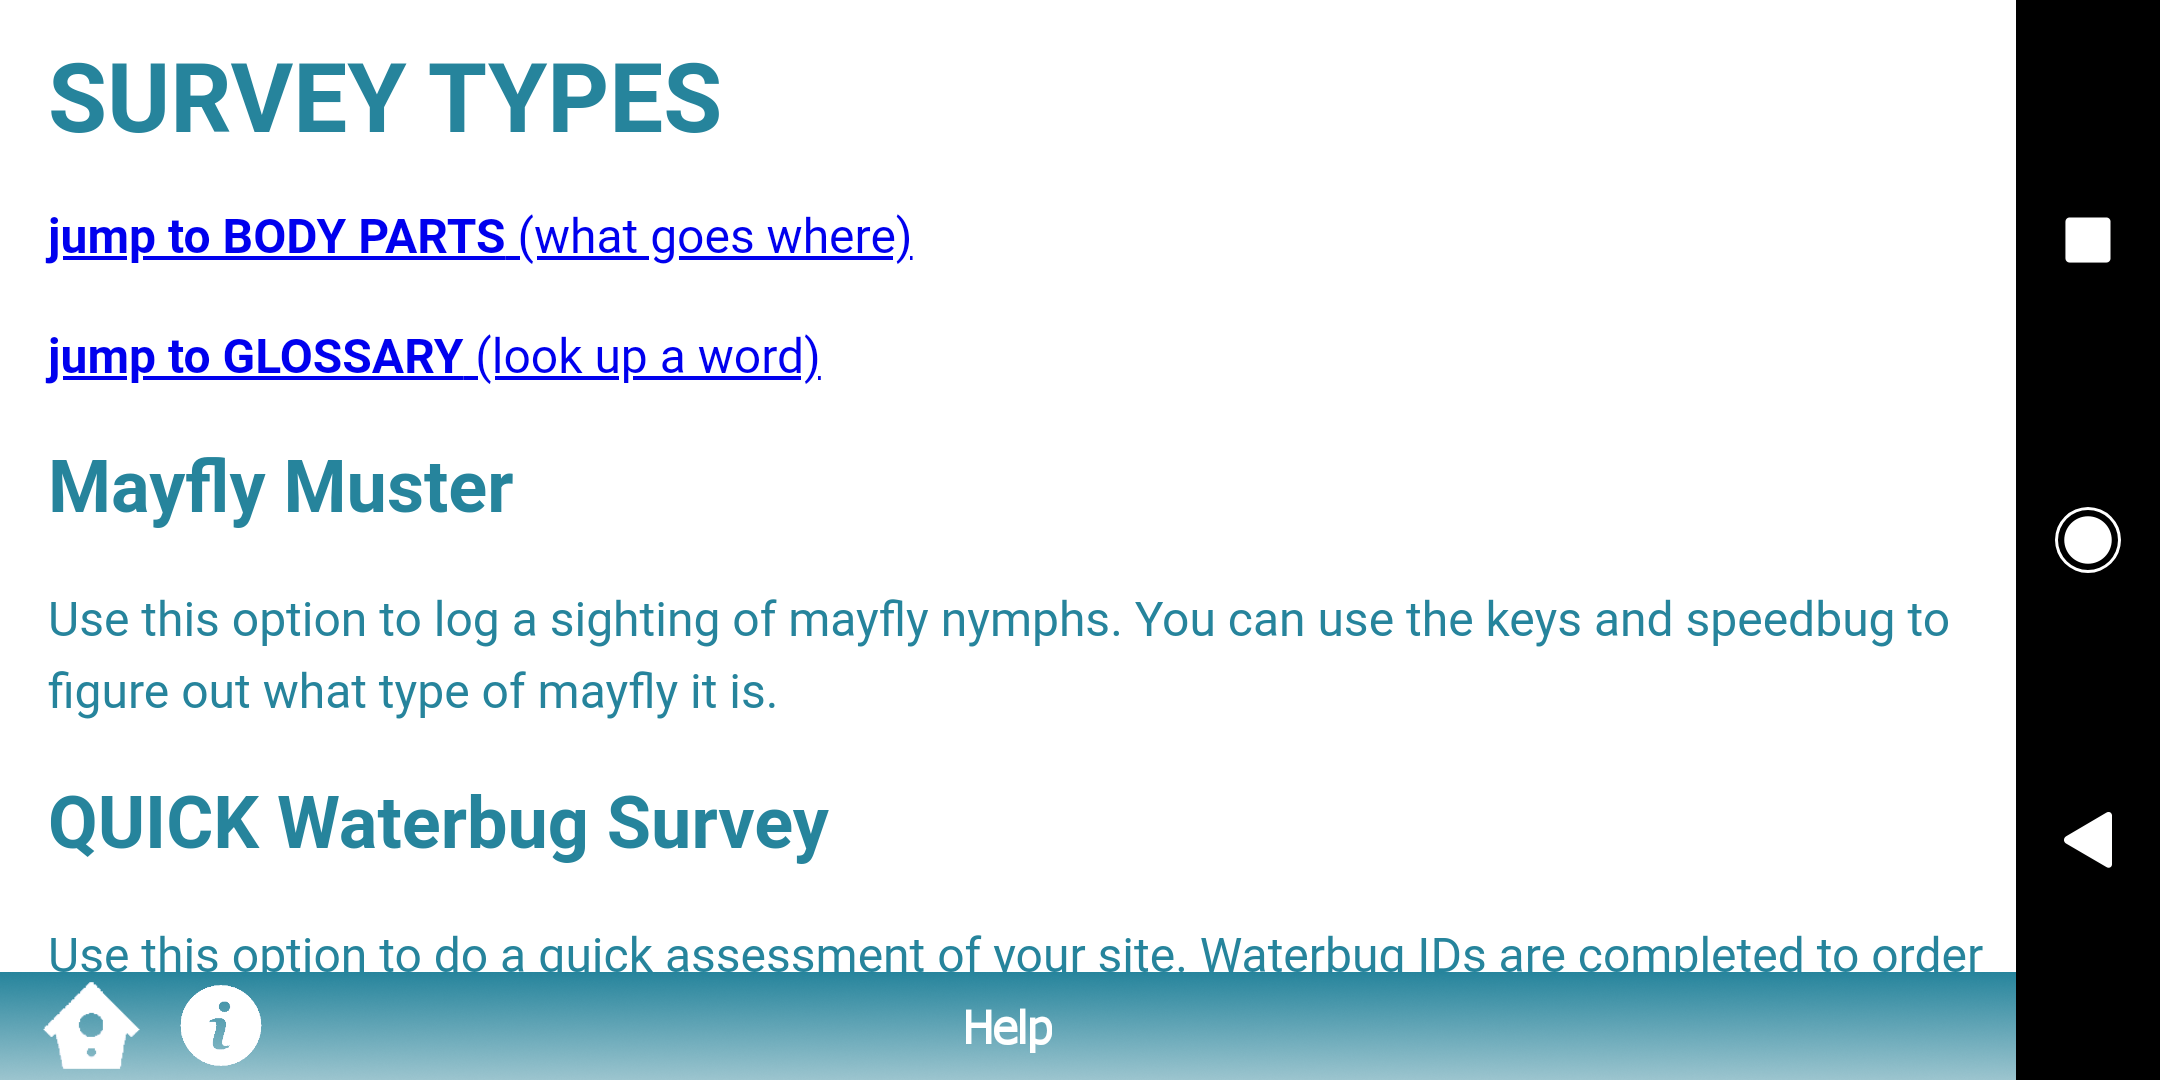 SURVEY TYPES
jump to BODY PARTS (what goes where)
jump to GLOSSARY (look up a word)
Mayfly Muster
Use this option to log a sighting of mayfly nymphs. You can use the keys and speedbug to
figure out what type of mayfly it is.
QUICK Waterbug Survey
Use this option to do a quick assessment of your site. Waterbug IDs are completed to order
i
Help